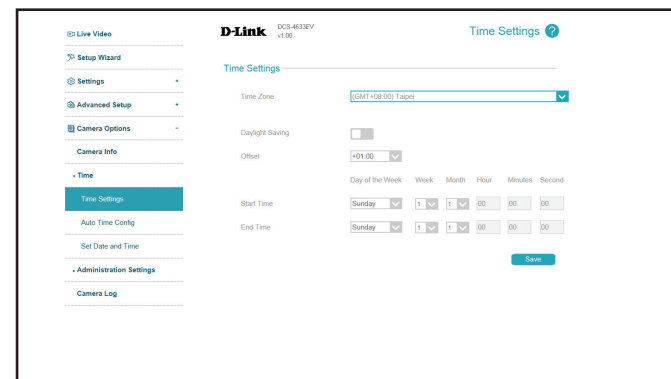 Live Video
Setup Wizard
Settings +
Advanced Setup +
Camera Options -
Camera Info
Time
Time Settings
Auto Time Config
Set Date and Time
Administration Settings
Camera Log
D-Link DCS-4633EV
v1.00
Time Settings ?
Time Settings
Time Zone (GMT+08:00) Taipei
Daylight Saving
Offset +01:00
Day of the Week Week Month Hour Minutes Second
Start Time Sunday 1 1 00 00 00
End Time Sunday 1 1 00 00 00
Save